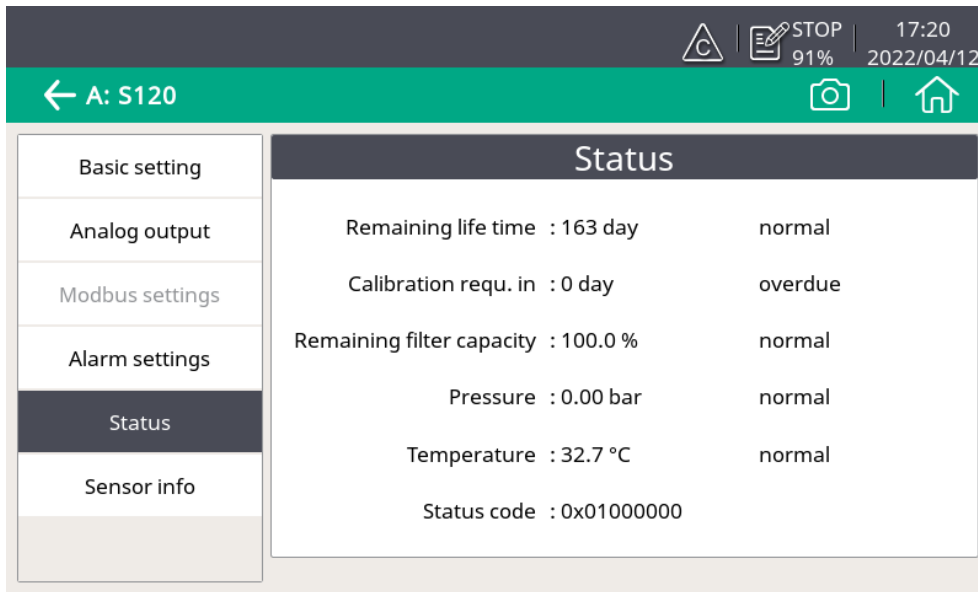 C STOP 17:20
91% 2022/04/12
A: S120
Basic setting
Analog output
Modbus settings
Alarm settings
Status
Sensor info
Status
Remaining life time : 163 day normal
Calibration requ. in : 0 day overdue
Remaining filter capacity : 100.0 % normal
Pressure : 0.00 bar normal
Temperature : 32.7 °C normal
Status code : 0x01000000